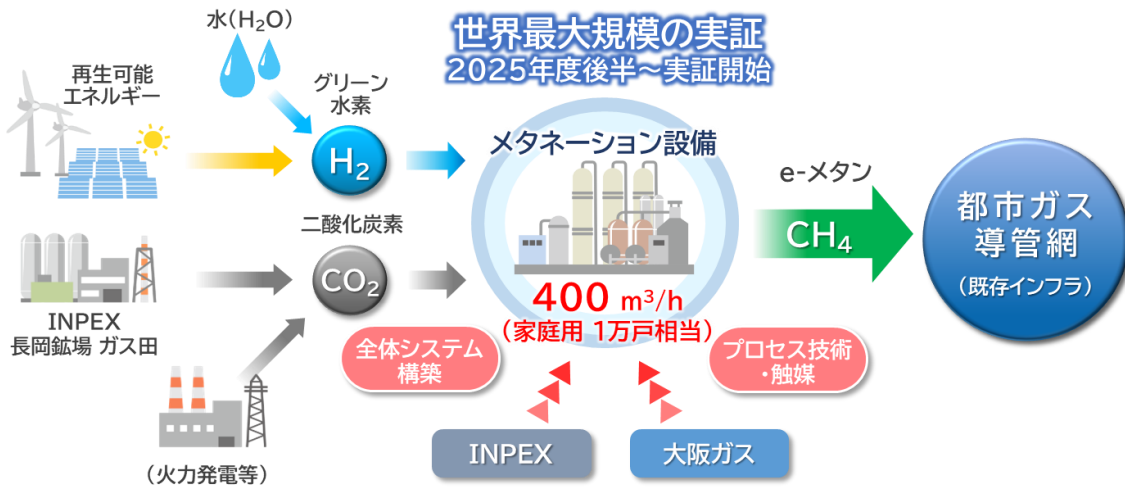 世界最大規模の実証
2025年度後半～実証開始
水(H₂O)
再生可能
エネルギー
グリーン
水素
H₂
メタネーション設備
e-メタン
CH₄
都市ガス
導管網
(既存インフラ)
二酸化炭素
CO₂
INPEX
長岡鉱場 ガス田
400 m³/h
(家庭用 1万戸相当)
全体システム
構築
プロセス技術
・触媒
INPEX
大阪ガス
(火力発電等)